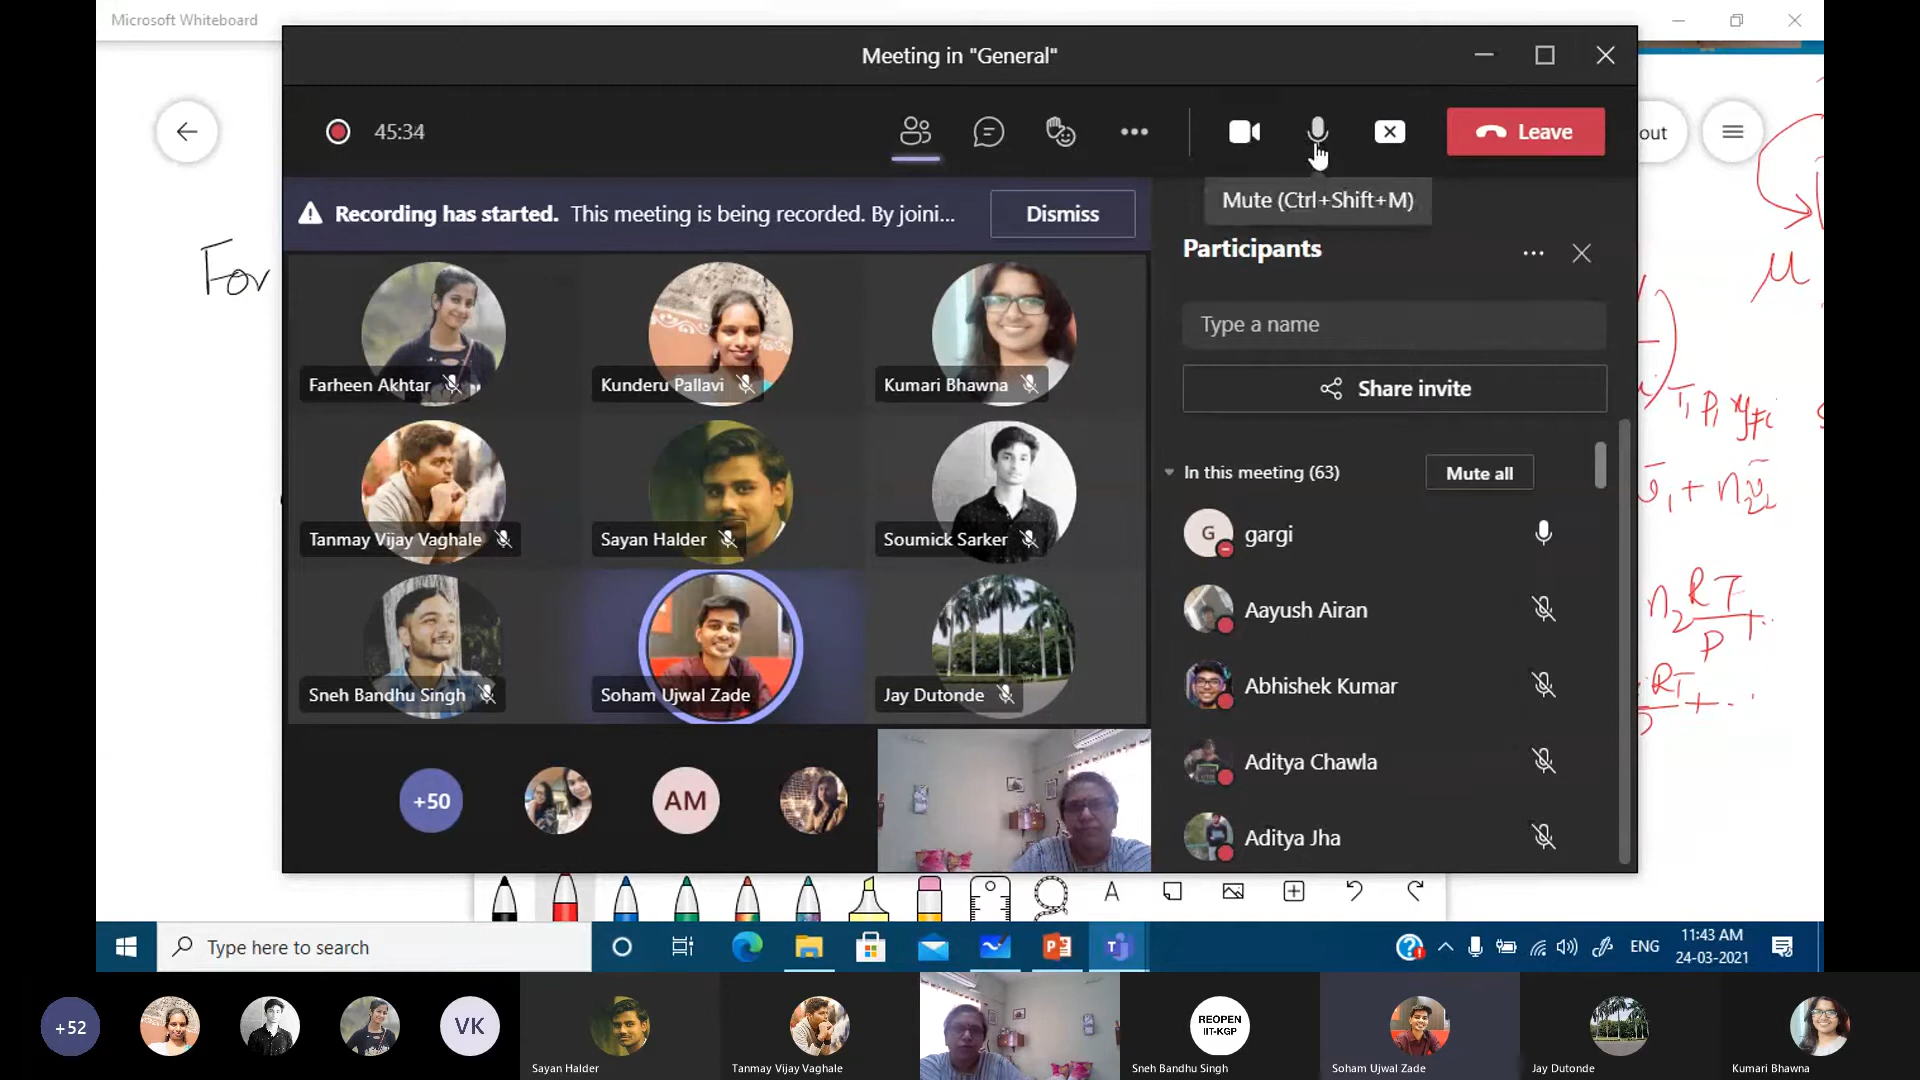 Microsoft Whiteboard
Meeting in "General"
45:34
Leave
out
Recording has started. This meeting is being recorded. By joini...
Dismiss
Mute (Ctrl+Shift+M)
Participants
Type a name
Share invite
In this meeting (63)
Mute all
G gargi
Aayush Airan
Abhishek Kumar
Aditya Chawla
Aditya Jha
For
Farheen Akhtar
Kunderu Pallavi
Kumari Bhawna
Tanmay Vijay Vaghale
Sayan Halder
Soumick Sarker
Sneh Bandhu Singh
Soham Ujwal Zade
Jay Dutonde
+50
AM
μ
n₂ RT/P + .
RT + - .
A
Type here to search
ENG
11:43 AM
24-03-2021
+52
VK
REOPEN
IIT-KGP
Sayan Halder
Tanmay Vijay Vaghale
Sneh Bandhu Singh
Soham Ujwal Zade
Jay Dutonde
Kumari Bhawna